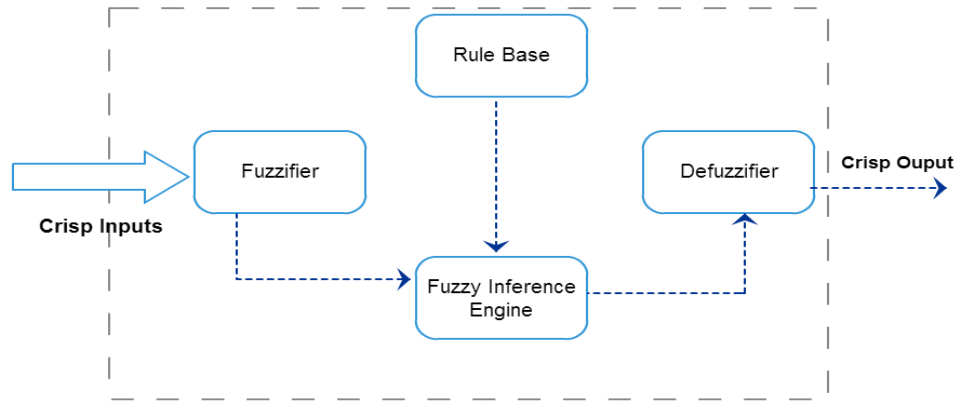 Rule Base
Fuzzifier
Defuzzifier
Crisp Ouput
Crisp Inputs
Fuzzy Inference
Engine